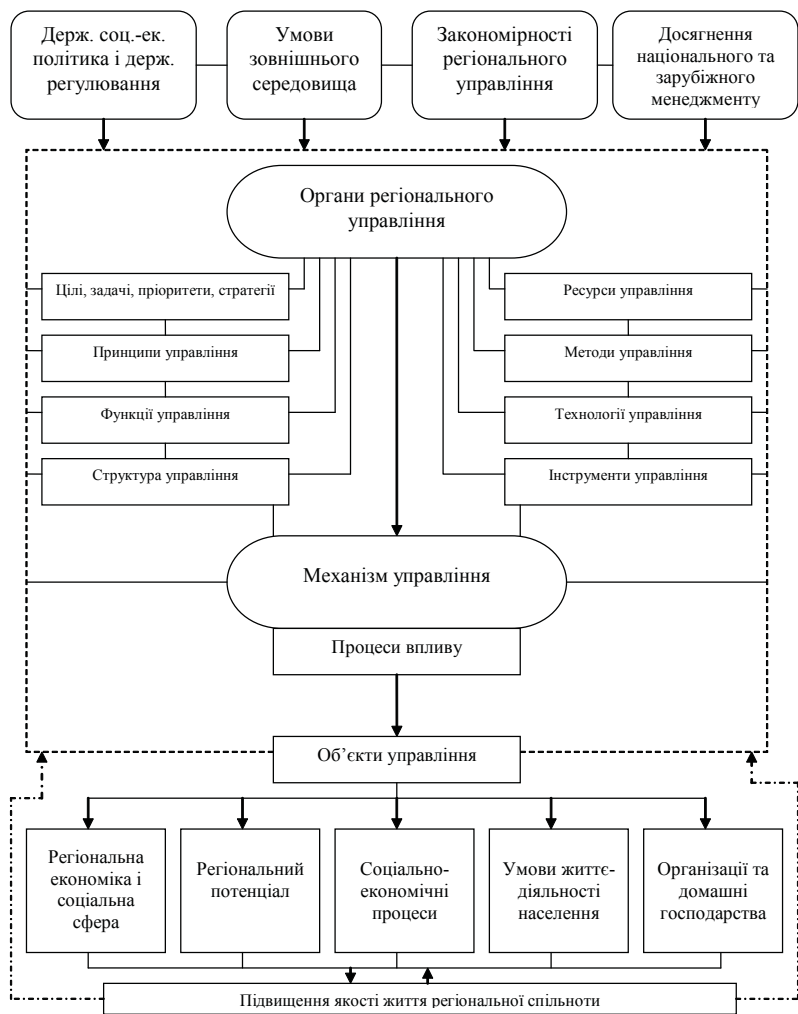 Держ. соц.-ек.
політика і держ.
регулювання
Умови
зовнішнього
середовища
Закономірності
регіонального
управління
Досягнення
національного та
зарубіжного
менеджменту
Органи регіонального
управління
Цілі, задачі, пріоритети, стратегії
Принципи управління
Функції управління
Структура управління
Ресурси управління
Методи управління
Технології управління
Інструменти управління
Механізм управління
Процеси впливу
Об’єкти управління
Регіональна
економіка і
соціальна
сфера
Регіональний
потенціал
Соціально-
економічні
процеси
Умови життє-
діяльності
населення
Організації та
домашні
господарства
Підвищення якості життя регіональної спільноти